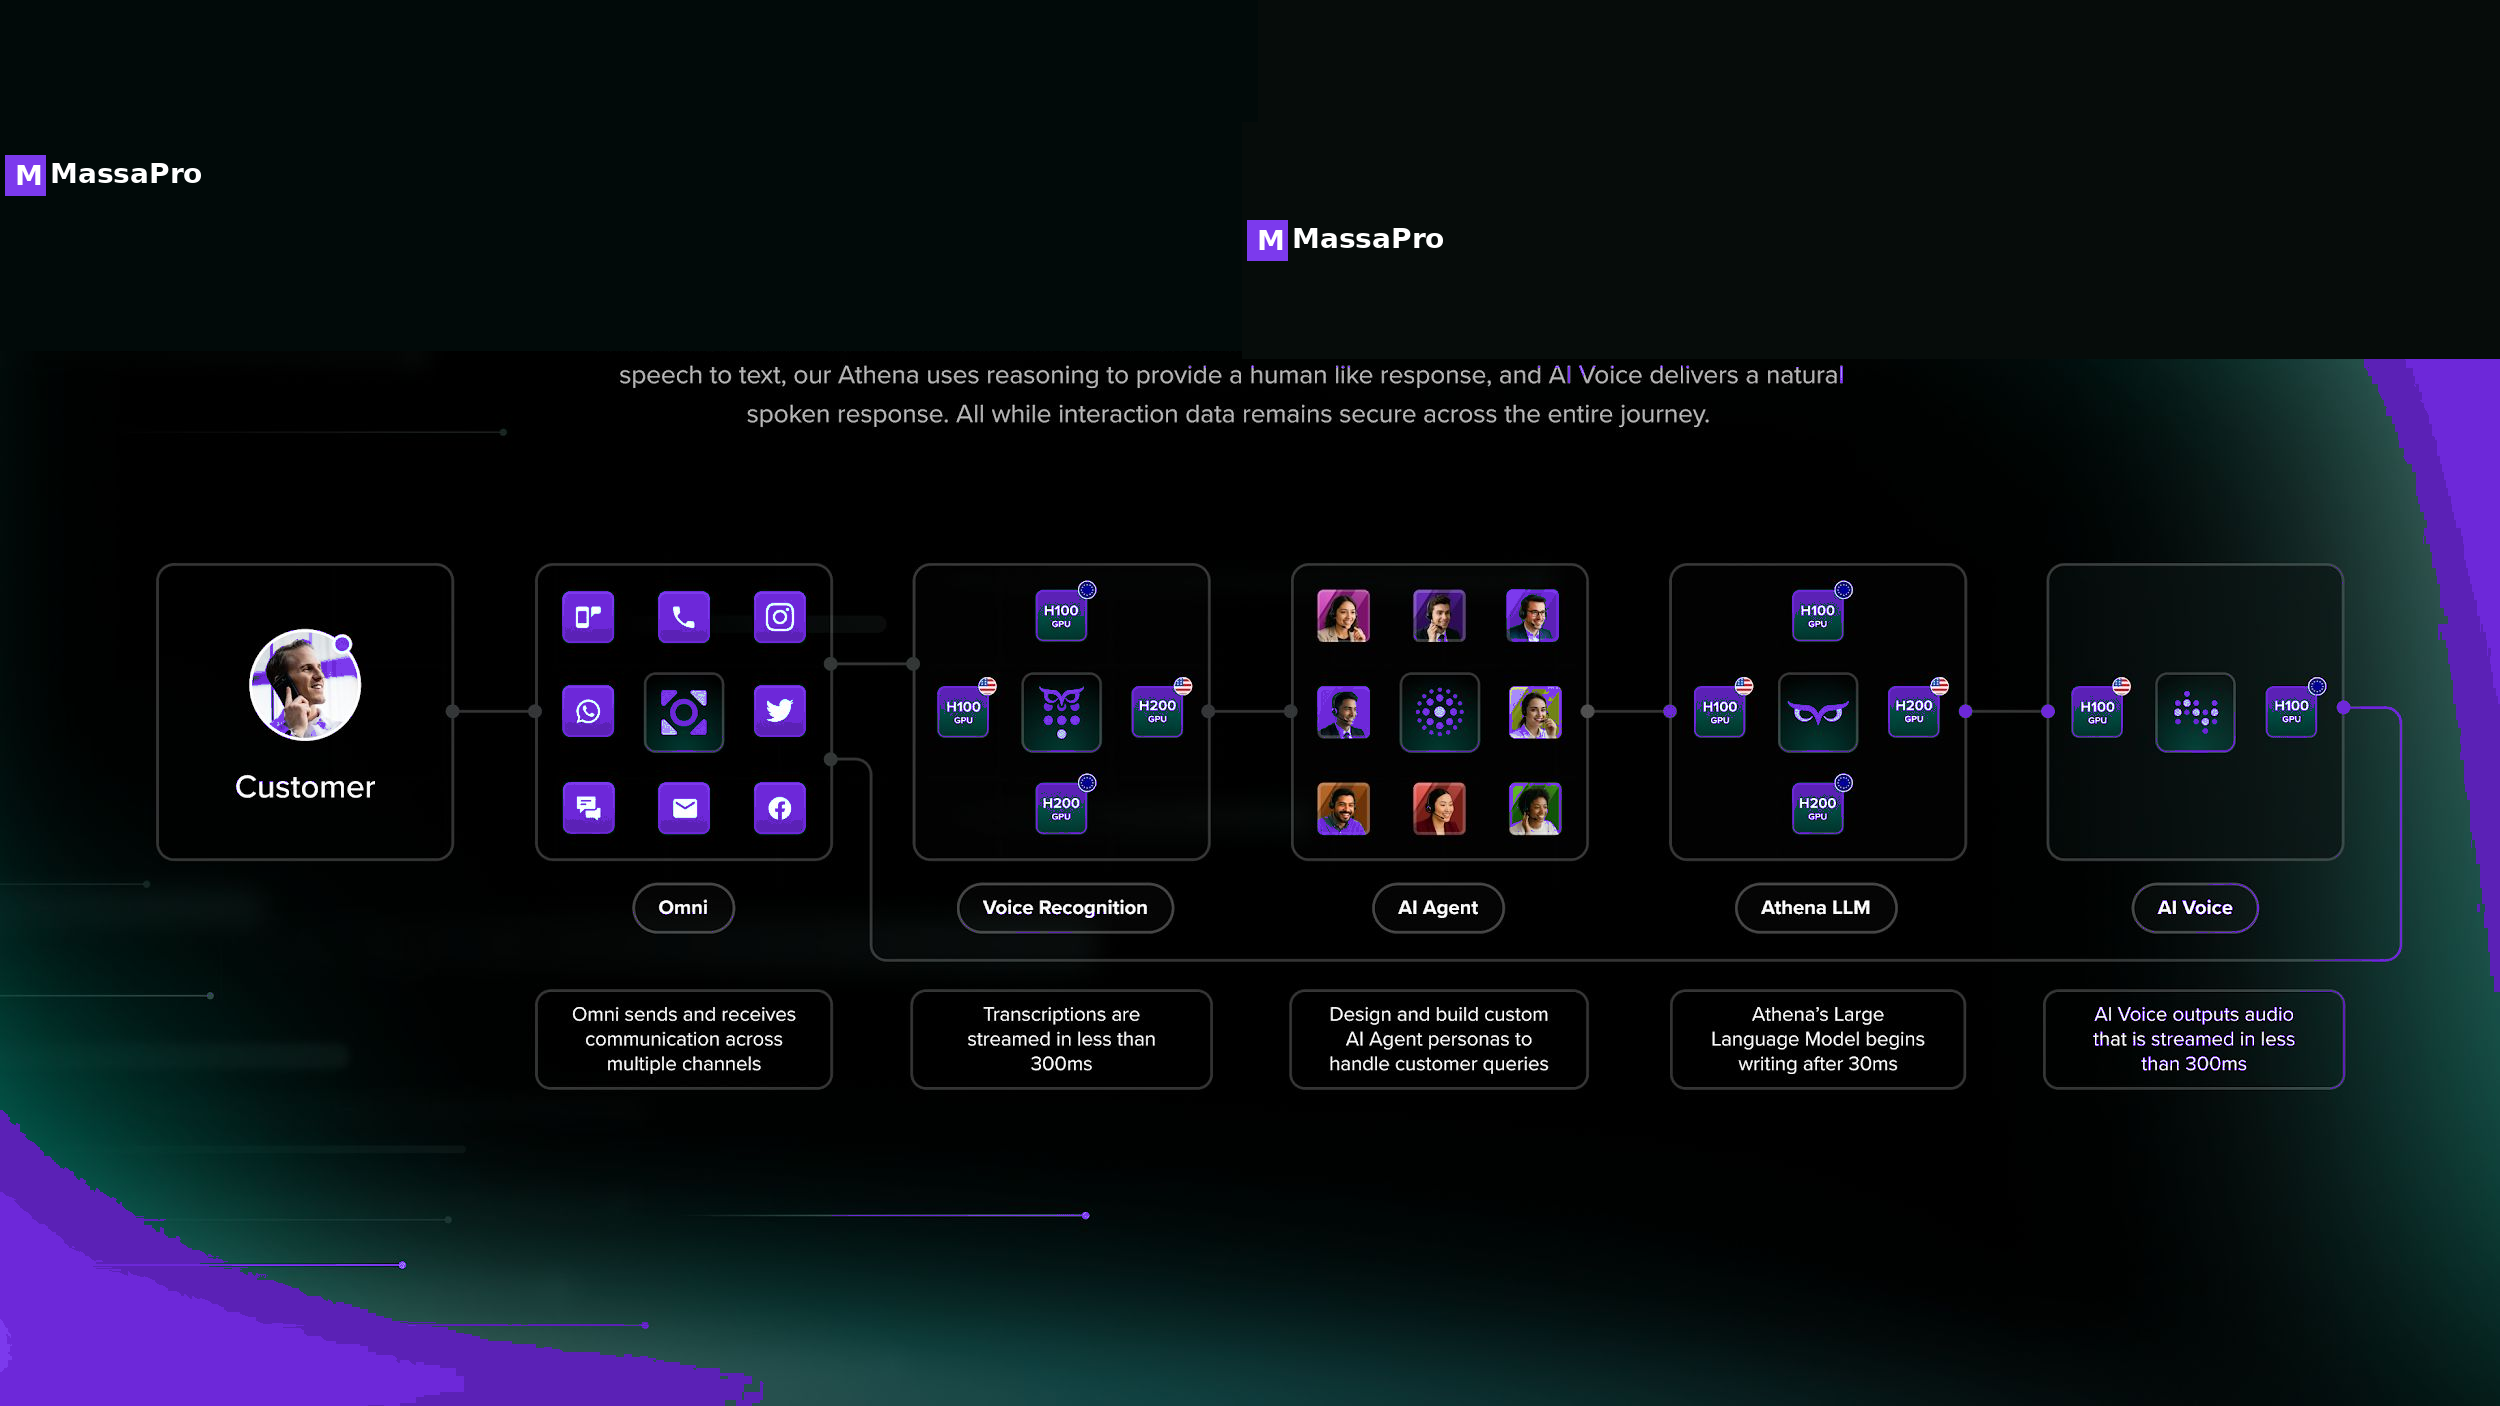 M MassaPro
M MassaPro
speech to text, our Athena uses reasoning to provide a human like response, and AI Voice delivers a natural
spoken response. All while interaction data remains secure across the entire journey.
Customer
H100
GPU
H100
GPU
H200
GPU
H200
GPU
H100
GPU
H100
GPU
H200
GPU
H200
GPU
H100
GPU
H100
GPU
Omni
Voice Recognition
AI Agent
Athena LLM
AI Voice
Omni sends and receives
communication across
multiple channels
Transcriptions are
streamed in less than
300ms
Design and build custom
AI Agent personas to
handle customer queries
Athena’s Large
Language Model begins
writing after 30ms
AI Voice outputs audio
that is streamed in less
than 300ms